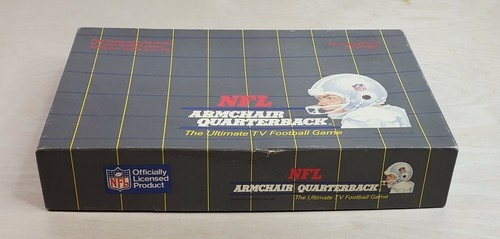 NFL
ARMCHAIR
QUARTERBACK
The Ultimate TV Football Game
NFL
Officially
Licensed
Product
NFL
ARMCHAIR QUARTERBACK
The Ultimate TV Football Game